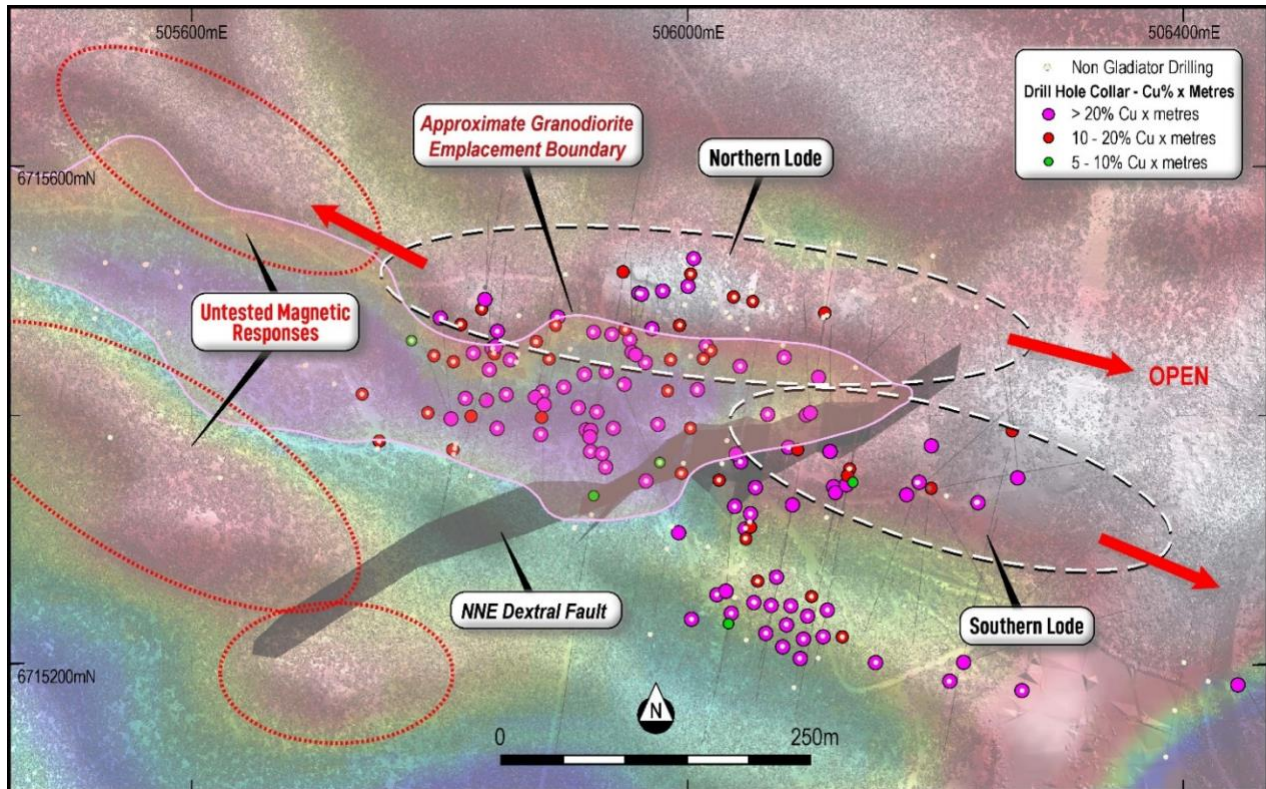 505600mE
506000mE
506400mE
Non Gladiator Drilling
Drill Hole Collar - Cu% x Metres
> 20% Cu x metres
10 - 20% Cu x metres
5 - 10% Cu x metres
Approximate Granodiorite
Emplacement Boundary
Northern Lode
6715600mN
Untested Magnetic
Responses
OPEN
NNE Dextral Fault
Southern Lode
6715200mN
N
0
250m